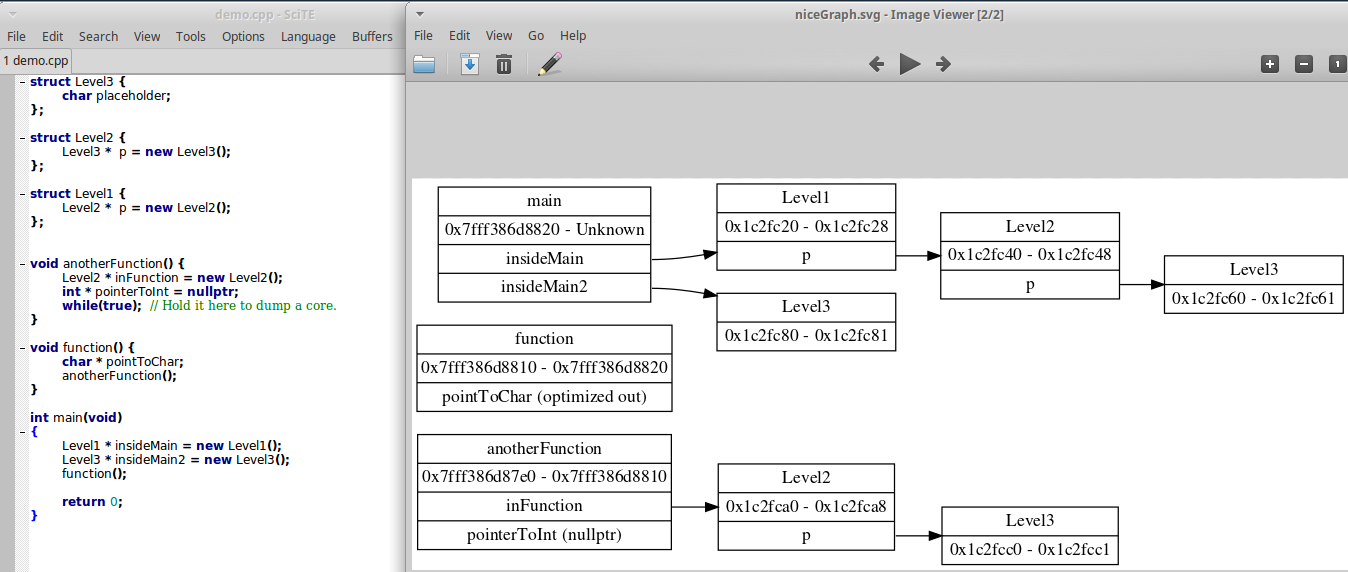 demo.cpp - SciTE
File Edit Search View Tools Options Language Buffers
1 demo.cpp
struct Level3 {
char placeholder;
};
struct Level2 {
Level3 * p = new Level3();
};
struct Level1 {
Level2 * p = new Level2();
};
void anotherFunction() {
Level2 * inFunction = new Level2();
int * pointerToInt = nullptr;
while(true); // Hold it here to dump a core.
}
void function() {
char * pointToChar;
anotherFunction();
}
int main(void)
{
Level1 * insideMain = new Level1();
Level3 * insideMain2 = new Level3();
function();
return 0;
}
niceGraph.svg - Image Viewer [2/2]
File Edit View Go Help
1
main
0x7fff386d8820 - Unknown
insideMain
insideMain2
Level1
0x1c2fc20 - 0x1c2fc28
p
Level2
0x1c2fc40 - 0x1c2fc48
p
Level3
0x1c2fc60 - 0x1c2fc61
Level3
0x1c2fc80 - 0x1c2fc81
function
0x7fff386d8810 - 0x7fff386d8820
pointToChar (optimized out)
anotherFunction
0x7fff386d87e0 - 0x7fff386d8810
inFunction
pointerToInt (nullptr)
Level2
0x1c2fca0 - 0x1c2fca8
p
Level3
0x1c2fcc0 - 0x1c2fcc1